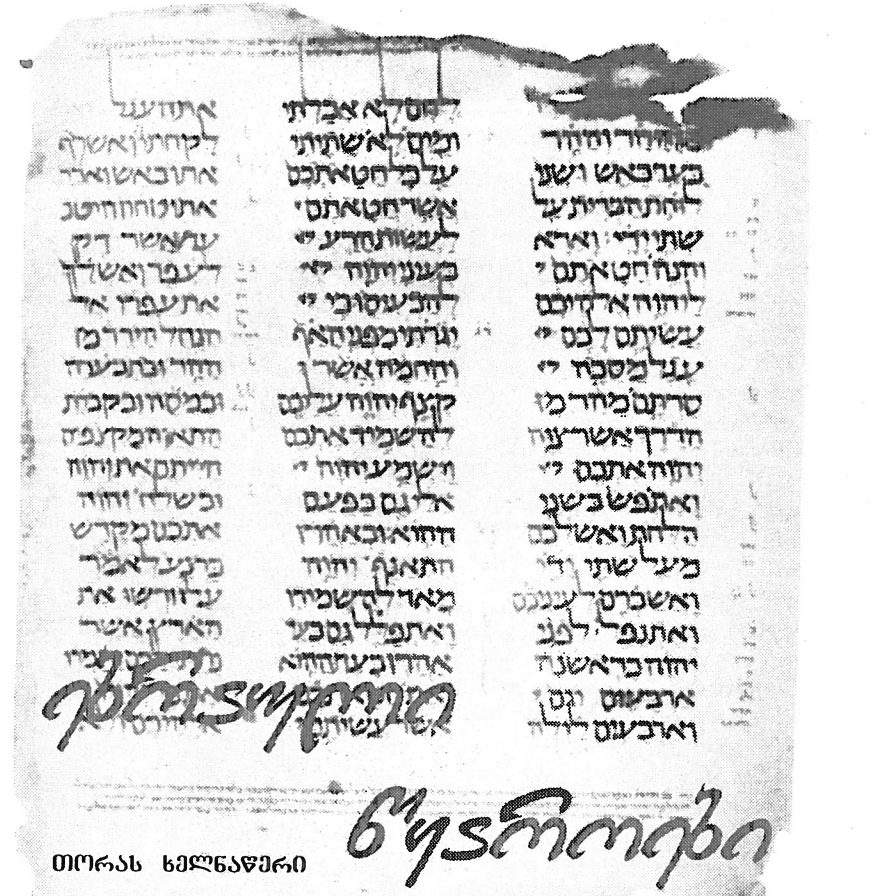 ההר וההר
בער באש ושני
לחת הברית על
שתי ידי וארא
והנה חטאתם
ליהוה אלהיכם
עשיתם לכם
עגל מסכה
סרתם מהר מן
הדרך אשר צוה
יהוה אתכם
ואתפש בשני
הלחת ואשלכם
מעל שתי ידי
ואשברם לעיניכם
ואתנפל לפני
יהוה כראשנה
ארבעים יום
וארבעים לילה
לחם לא אכלתי
ומים לא שתיתי
על כל חטאתכם
אשר חטאתם
לעשות הרע
בעיני יהוה
להכעיסו כי
יגרתי מפני האף
והחמה אשר
קצף יהוה עליכם
להשמיד אתכם
וישמע יהוה
אלי גם בפעם
ההוא ובאהרן
התאנף יהוה
מאד להשמידו
ואתפלל גם בעד
אהרן בעת ההוא
אשר עשיתם
את העגל
לקחתי ואשרף
אתו באש ואכת
אתו טחון היטב
עד אשר דק
לעפר ואשלך
את עפרו אל
הנחל הירד מן
ההר ובתבערה
ובמסה ובקברת
התאוה מקצפים
הייתם את יהוה
ובשלח יהוה
אתכם מקדש
ברנע לאמר
עלו ורשו את
הארץ אשר
ებრაული
წყაროები
თორას ხელნაწერი